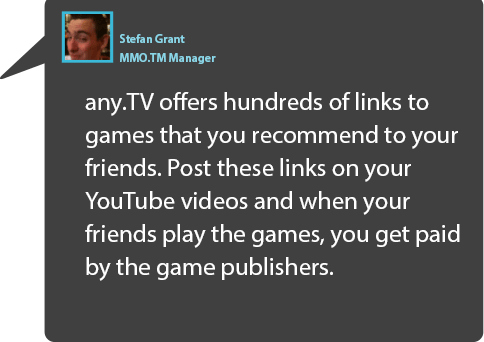 Stefan Grant
MMO.TM Manager
any.TV offers hundreds of links to
games that you recommend to your
friends. Post these links on your
YouTube videos and when your
friends play the games, you get paid
by the game publishers.